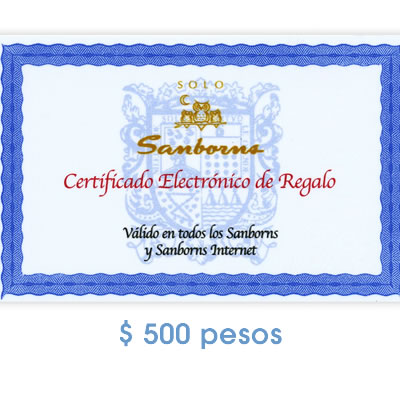 SOLO
Sanborns
Certificado Electrónico de Regalo
Válido en todos los Sanborns
y Sanborns Internet
$ 500 pesos